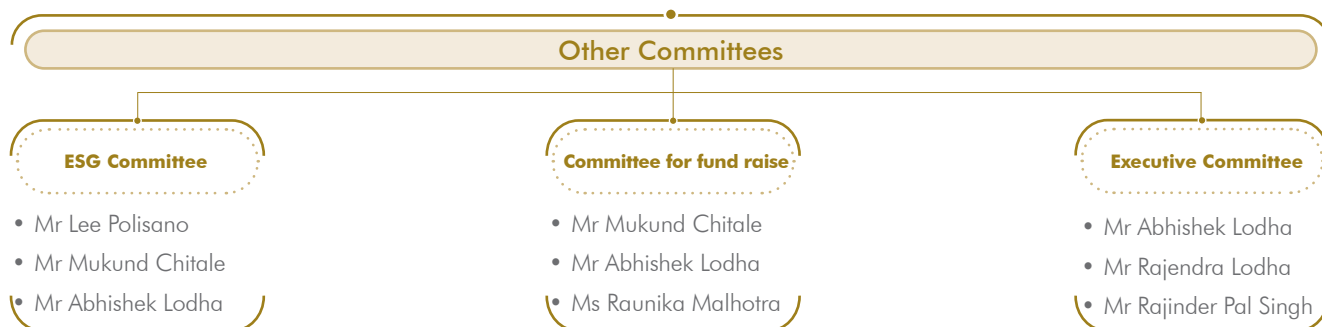 Other Committees
ESG Committee
• Mr Lee Polisano
• Mr Mukund Chitale
• Mr Abhishek Lodha
Committee for fund raise
• Mr Mukund Chitale
• Mr Abhishek Lodha
• Ms Raunika Malhotra
Executive Committee
• Mr Abhishek Lodha
• Mr Rajendra Lodha
• Mr Rajinder Pal Singh